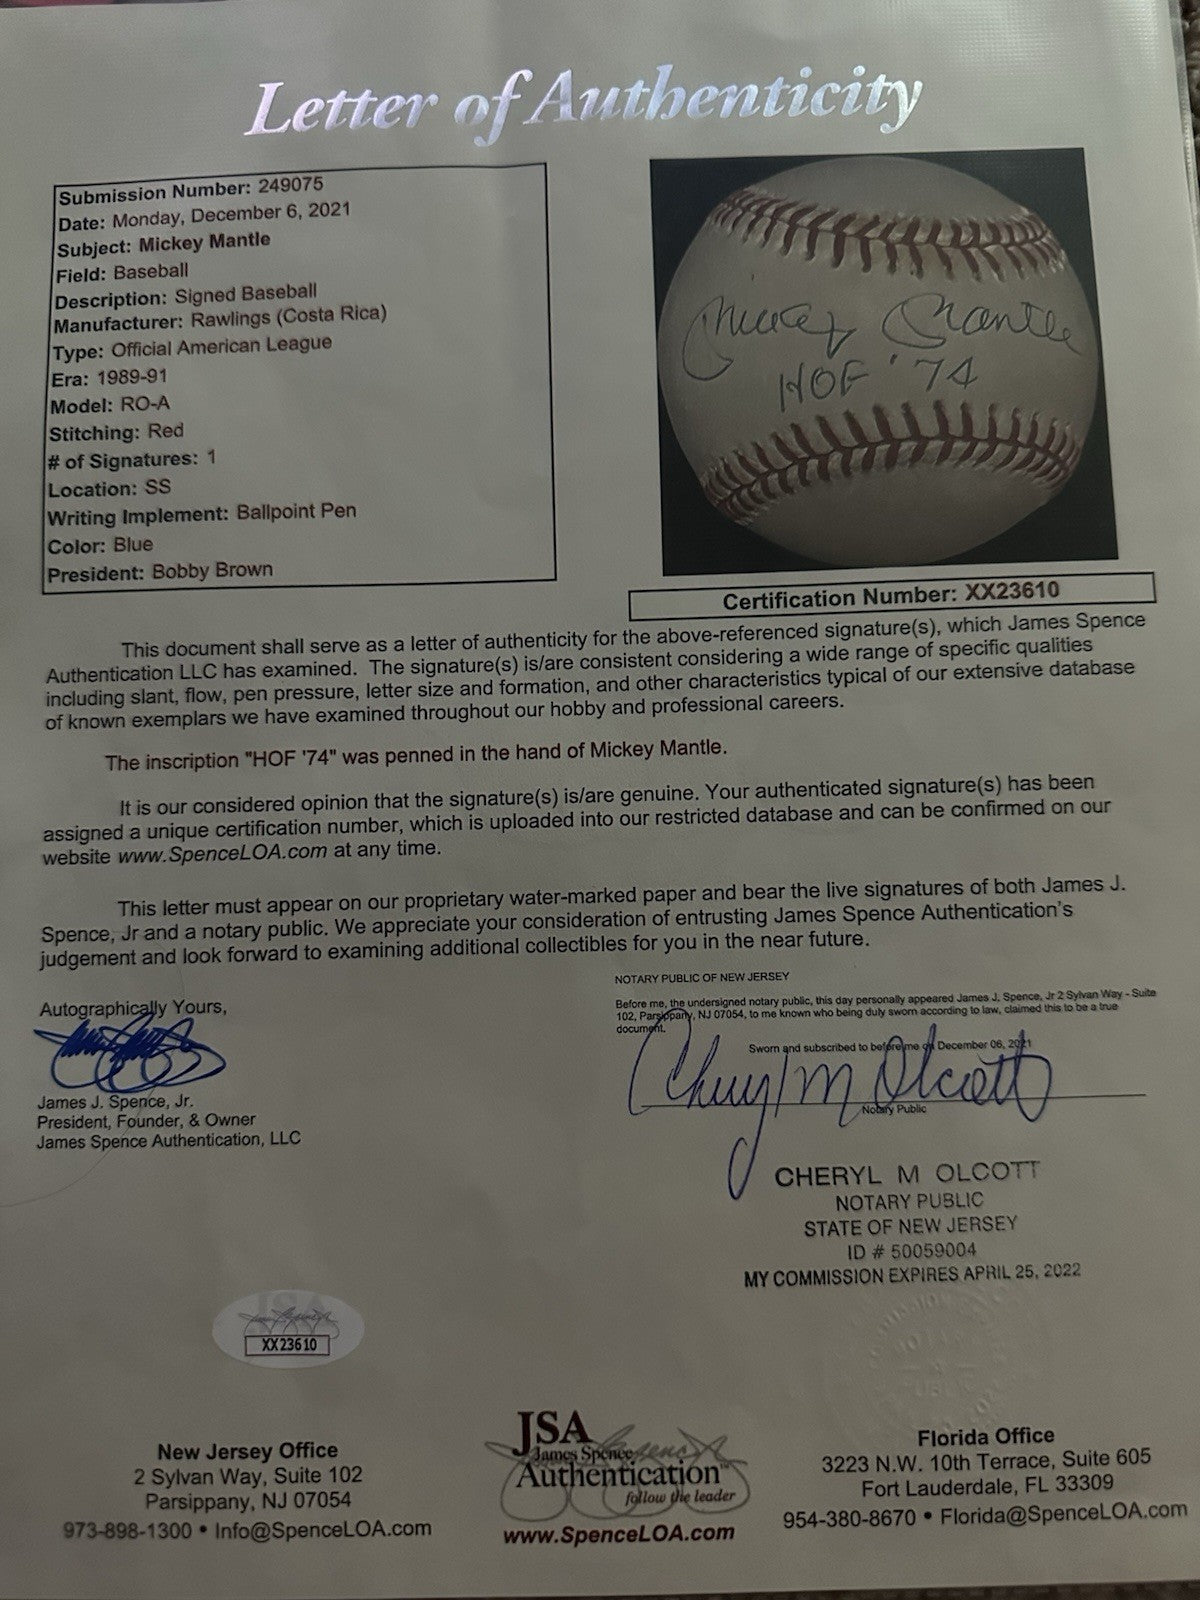 Letter of Authenticity
Submission Number: 249075
Date: Monday, December 6, 2021
Subject: Mickey Mantle
Field: Baseball
Description: Signed Baseball
Manufacturer: Rawlings (Costa Rica)
Type: Official American League
Era: 1989-91
Model: RO-A
Stitching: Red
# of Signatures: 1
Location: SS
Writing Implement: Ballpoint Pen
Color: Blue
President: Bobby Brown
Mickey Mantle
HOF '74
Certification Number: XX23610
This document shall serve as a letter of authenticity for the above-referenced signature(s), which James Spence
Authentication LLC has examined. The signature(s) is/are consistent considering a wide range of specific qualities
including slant, flow, pen pressure, letter size and formation, and other characteristics typical of our extensive database
of known exemplars we have examined throughout our hobby and professional careers.
The inscription "HOF '74" was penned in the hand of Mickey Mantle.
It is our considered opinion that the signature(s) is/are genuine. Your authenticated signature(s) has been
assigned a unique certification number, which is uploaded into our restricted database and can be confirmed on our
website www.SpenceLOA.com at any time.
This letter must appear on our proprietary water-marked paper and bear the live signatures of both James J.
Spence, Jr and a notary public. We appreciate your consideration of entrusting James Spence Authentication's
judgement and look forward to examining additional collectibles for you in the near future.
Autographically Yours,
James J. Spence, Jr.
President, Founder, & Owner
James Spence Authentication, LLC
NOTARY PUBLIC OF NEW JERSEY
Before me, the undersigned notary public, this day personally appeared James J. Spence, Jr 2 Sylvan Way - Suite
102, Parsippany, NJ 07054, to me known who being duly sworn according to law, claimed this to be a true
document.
Sworn and subscribed to before me on December 06, 2021
Cheryl M Olcott
Notary Public
CHERYL M OLCOTT
NOTARY PUBLIC
STATE OF NEW JERSEY
ID # 50059004
MY COMMISSION EXPIRES APRIL 25, 2022
JSA
XX23610
New Jersey Office
2 Sylvan Way, Suite 102
Parsippany, NJ 07054
973-898-1300 • Info@SpenceLOA.com
JSA
James Spence
Authentication™
follow the leader
www.SpenceLOA.com
Florida Office
3223 N.W. 10th Terrace, Suite 605
Fort Lauderdale, FL 33309
954-380-8670 • Florida@SpenceLOA.com